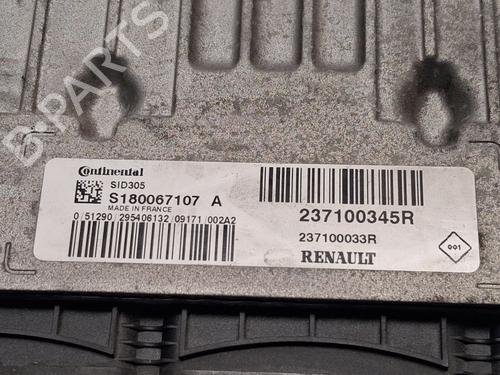 B-PARTS
Continental
SID305
S180067107 A
MADE IN FRANCE
0 51290 295406132 09171 002A2
237100345R
237100033R
RENAULT
001